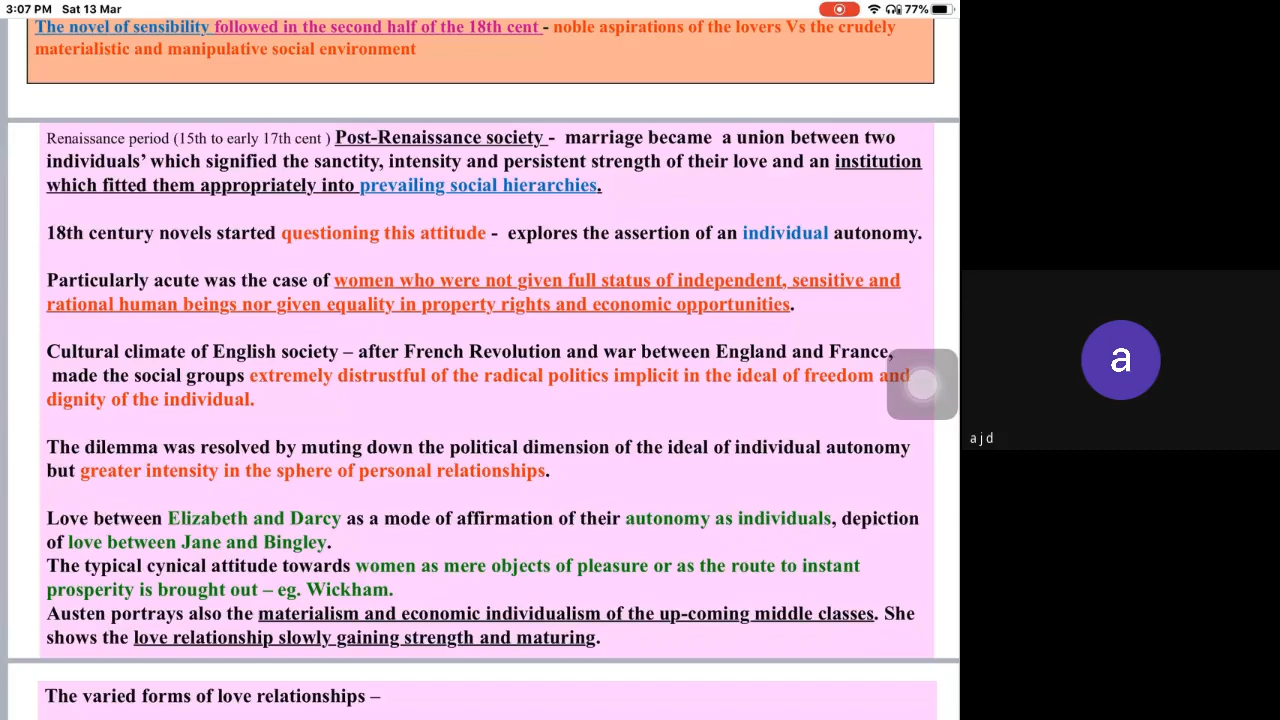 3:07 PM Sat 13 Mar
77%
The novel of sensibility followed in the second half of the 18th cent - noble aspirations of the lovers Vs the crudely
materialistic and manipulative social environment
Renaissance period (15th to early 17th cent ) Post-Renaissance society - marriage became a union between two
individuals’ which signified the sanctity, intensity and persistent strength of their love and an institution
which fitted them appropriately into prevailing social hierarchies.
18th century novels started questioning this attitude - explores the assertion of an individual autonomy.
Particularly acute was the case of women who were not given full status of independent, sensitive and
rational human beings nor given equality in property rights and economic opportunities.
Cultural climate of English society – after French Revolution and war between England and France,
made the social groups extremely distrustful of the radical politics implicit in the ideal of freedom and
dignity of the individual.
The dilemma was resolved by muting down the political dimension of the ideal of individual autonomy
but greater intensity in the sphere of personal relationships.
Love between Elizabeth and Darcy as a mode of affirmation of their autonomy as individuals, depiction
of love between Jane and Bingley.
The typical cynical attitude towards women as mere objects of pleasure or as the route to instant
prosperity is brought out – eg. Wickham.
Austen portrays also the materialism and economic individualism of the up-coming middle classes. She
shows the love relationship slowly gaining strength and maturing.
The varied forms of love relationships –
a
a j d